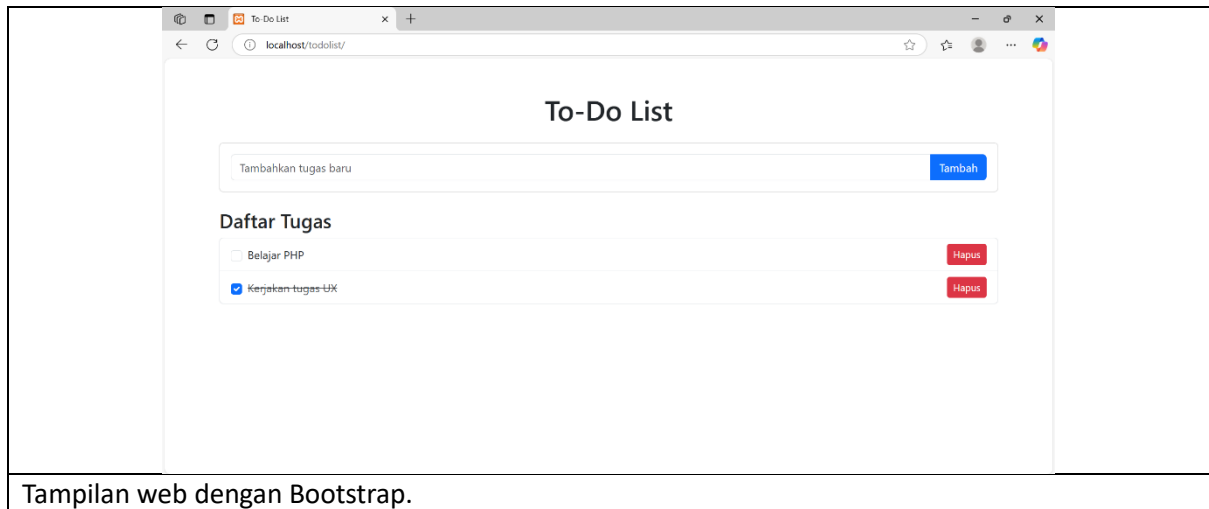 To-Do List
localhost/todolist/
To-Do List
Tambahkan tugas baru
Tambah
Daftar Tugas
Belajar PHP
Hapus
Kerjakan tugas UX
Hapus
Tampilan web dengan Bootstrap.